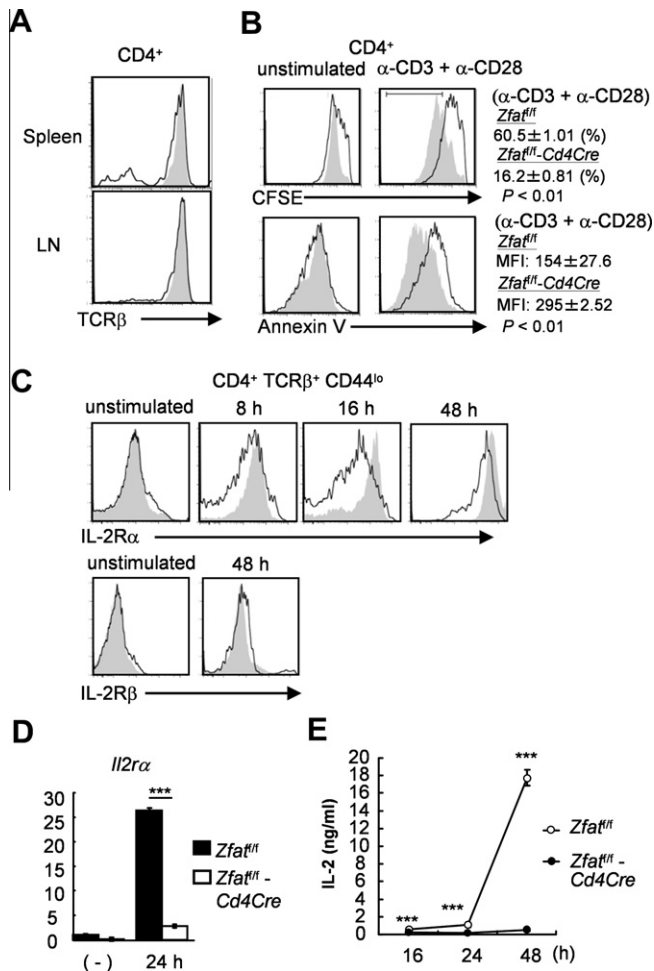 A
CD4⁺
Spleen
LN
TCRβ
B
CD4⁺
unstimulated α-CD3 + α-CD28
CFSE
Annexin V
(α-CD3 + α-CD28)
Zfatᶠ/ᶠ
60.5±1.01 (%)
Zfatᶠ/ᶠ-Cd4Cre
16.2±0.81 (%)
P < 0.01
(α-CD3 + α-CD28)
Zfatᶠ/ᶠ
MFI: 154±27.6
Zfatᶠ/ᶠ-Cd4Cre
MFI: 295±2.52
P < 0.01
C
CD4⁺ TCRβ⁺ CD44ˡᵒ
unstimulated 8 h 16 h 48 h
IL-2Rα
unstimulated 48 h
IL-2Rβ
D
Il2rα
30
25
20
15
10
5
0
***
(-) 24 h
Zfatᶠ/ᶠ
Zfatᶠ/ᶠ -
Cd4Cre
E
IL-2 (ng/ml)
20
18
16
14
12
10
8
6
4
2
0
*** *** ***
16 24 48 (h)
Zfatᶠ/ᶠ
Zfatᶠ/ᶠ -
Cd4Cre